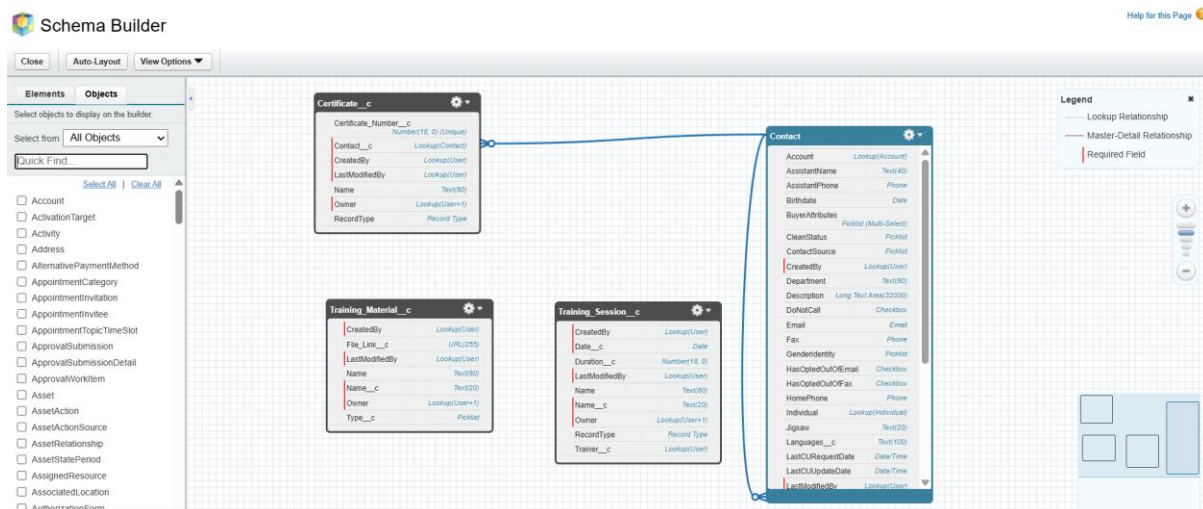 Schema Builder
Help for this Page
Close
Auto-Layout
View Options
Elements
Objects
Select objects to display on the builder.
Select from
All Objects
Quick Find...
Select All | Clear All
Account
ActivationTarget
Activity
Address
AlternativePaymentMethod
AppointmentCategory
AppointmentInvitation
AppointmentInvitee
AppointmentTopicTimeSlot
ApprovalSubmission
ApprovalSubmissionDetail
ApprovalWorkItem
Asset
AssetAction
AssetActionSource
AssetRelationship
AssetStatePeriod
AssignedResource
AssociatedLocation
AuthorizationForm
Certificate__c
Certificate_Number__c
Number(18, 0) (Unique)
Contact__c Lookup(Contact)
CreatedBy Lookup(User)
LastModifiedBy Lookup(User)
Name Text(80)
Owner Lookup(User+1)
RecordType Record Type
Training_Material__c
CreatedBy Lookup(User)
File_Link__c URL(255)
LastModifiedBy Lookup(User)
Name Text(80)
Name__c Text(20)
Owner Lookup(User+1)
Type__c Picklist
Training_Session__c
CreatedBy Lookup(User)
Date__c Date
Duration__c Number(18, 0)
LastModifiedBy Lookup(User)
Name Text(80)
Name__c Text(20)
Owner Lookup(User+1)
RecordType Record Type
Trainer__c Lookup(User)
Contact
Account Lookup(Account)
AssistantName Text(40)
AssistantPhone Phone
Birthdate Date
BuyerAttributes
Picklist (Multi-Select)
CleanStatus Picklist
ContactSource Picklist
CreatedBy Lookup(User)
Department Text(80)
Description Long Text Area(32000)
DoNotCall Checkbox
Email Email
Fax Phone
GenderIdentity Picklist
HasOptedOutOfEmail Checkbox
HasOptedOutOfFax Checkbox
HomePhone Phone
Individual Lookup(Individual)
Jigsaw Text(20)
Languages__c Text(100)
LastCURequestDate Date/Time
LastCUUpdateDate Date/Time
LastModifiedBy Lookup(User)
Legend
Lookup Relationship
Master-Detail Relationship
Required Field